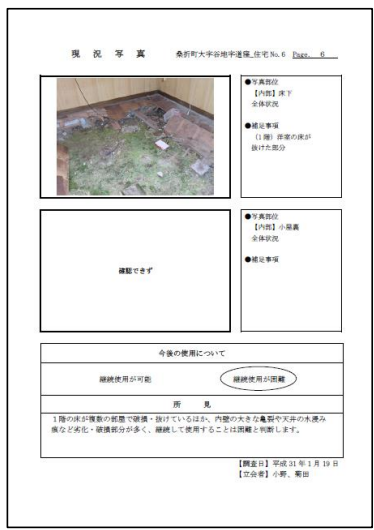 現 況 写 真 桑折町大字谷地字道窪_住宅 No. 6 Page. 6
●写真部位
【内部】床下
全体状況
●補足事項
(1階)洋室の床が
抜けた部分
確認できず
●写真部位
【内部】小屋裏
全体状況
●補足事項
今後の使用について
継続使用が可能 継続使用が困難
所 見
1階の床が複数の部屋で破損・抜けているほか、内壁の大きな亀裂や天井の水浸み
痕など劣化・破損部分が多く、継続して使用することは困難と判断します。
【調査日】平成 31 年 1 月 19 日
【立会者】小野、菊田